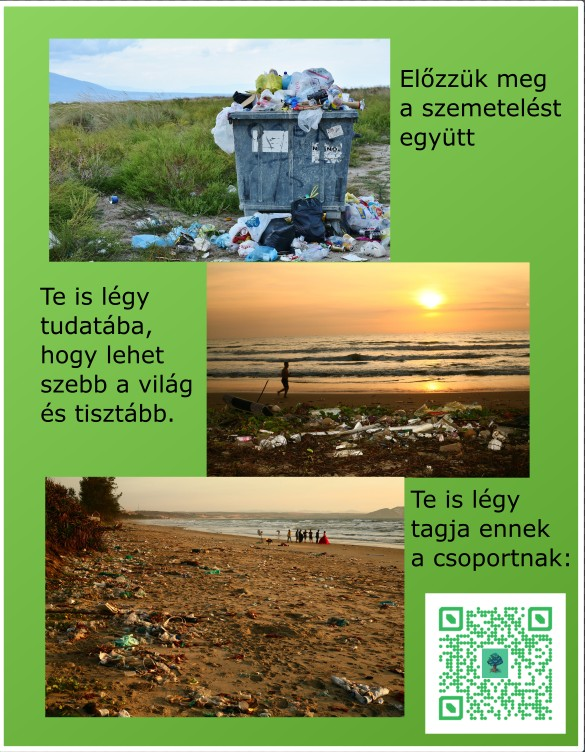 Előzzük meg
a szemetelést
együtt
Te is légy
tudatába,
hogy lehet
szebb a világ
és tisztább.
Te is légy
tagja ennek
a csoportnak: